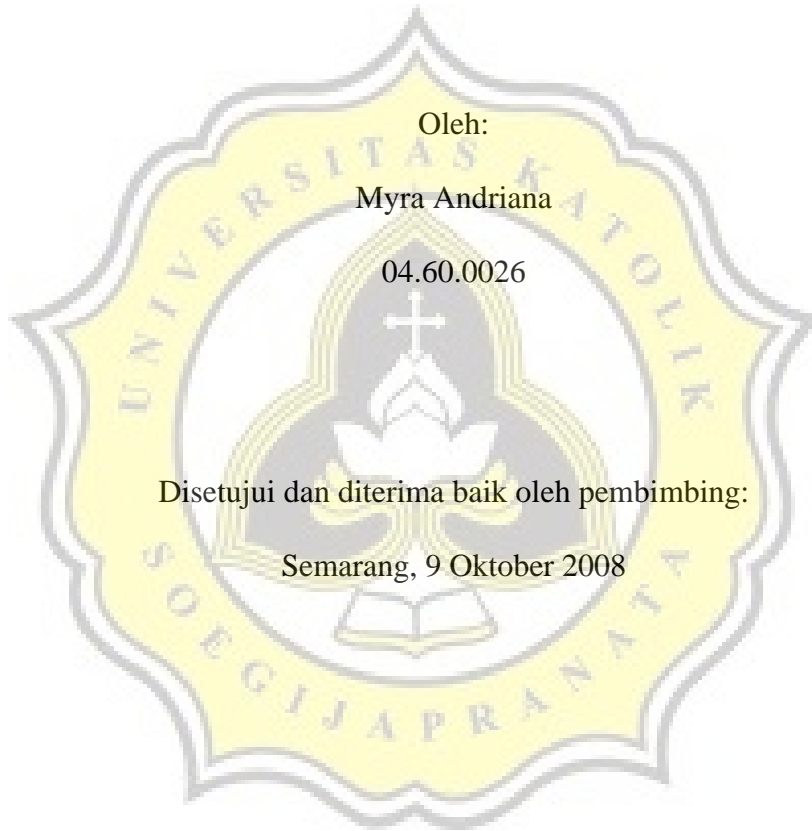 Oleh:
Myra Andriana
04.60.0026
Disetujui dan diterima baik oleh pembimbing:
Semarang, 9 Oktober 2008
UNIVERSITAS KATOLIK
SOEGIJAPRANATA